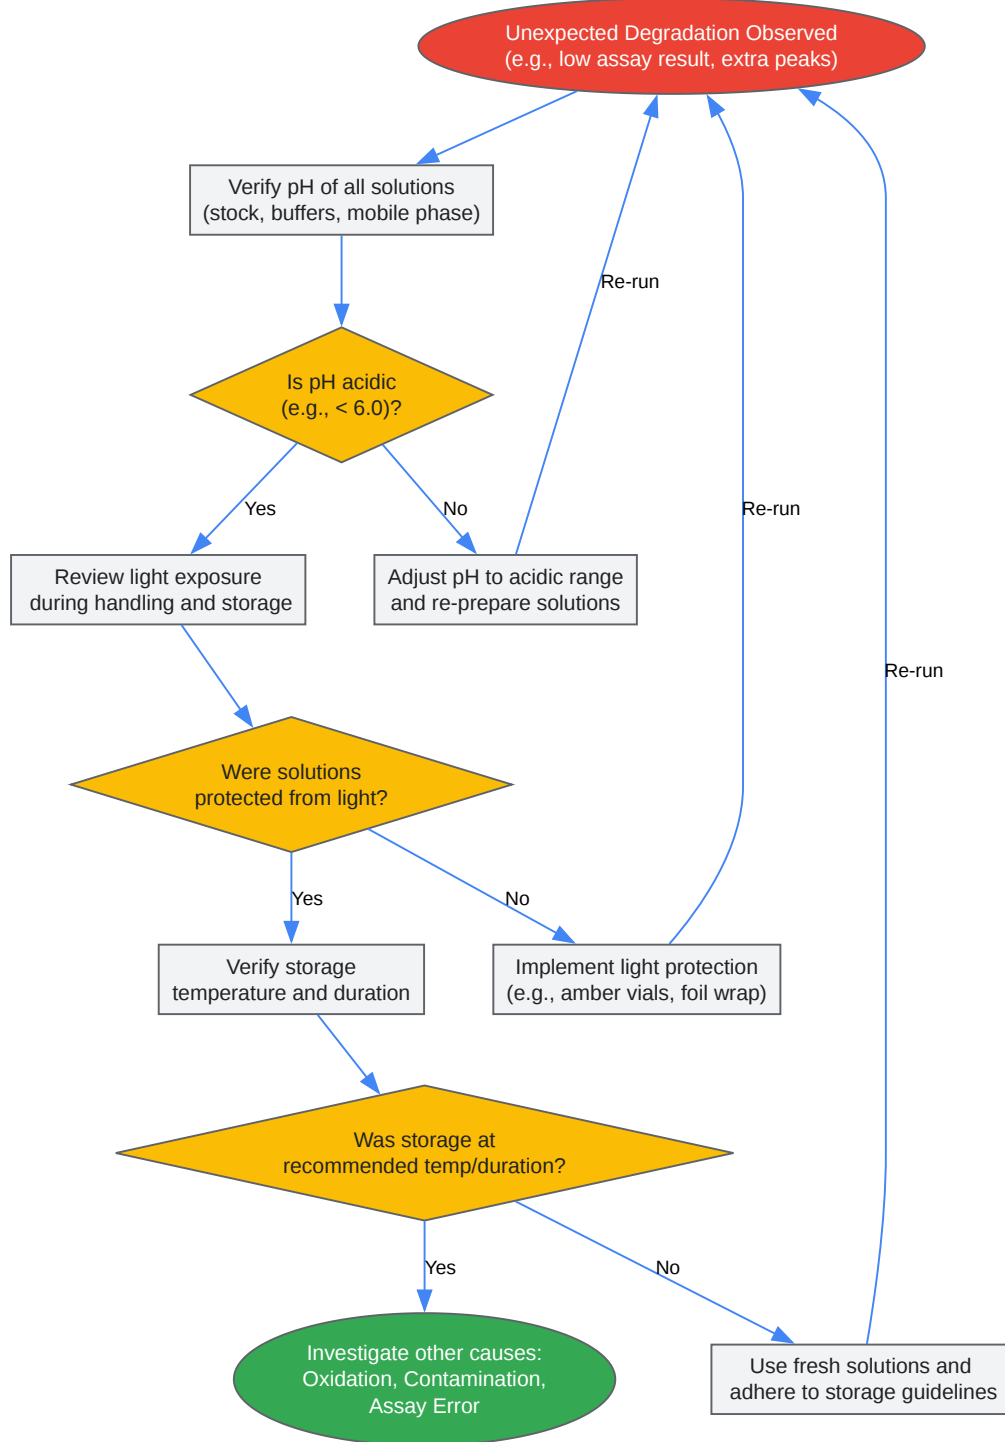 Unexpected Degradation Observed
(e.g., low assay result, extra peaks)
Verify pH of all solutions
(stock, buffers, mobile phase)
Re-run
Is pH acidic
(e.g., < 6.0)?
Yes
No
Re-run
Review light exposure
during handling and storage
Adjust pH to acidic range
and re-prepare solutions
Re-run
Were solutions
protected from light?
Yes
No
Verify storage
temperature and duration
Implement light protection
(e.g., amber vials, foil wrap)
Was storage at
recommended temp/duration?
Yes
No
Investigate other causes:
Oxidation, Contamination,
Assay Error
Use fresh solutions and
adhere to storage guidelines